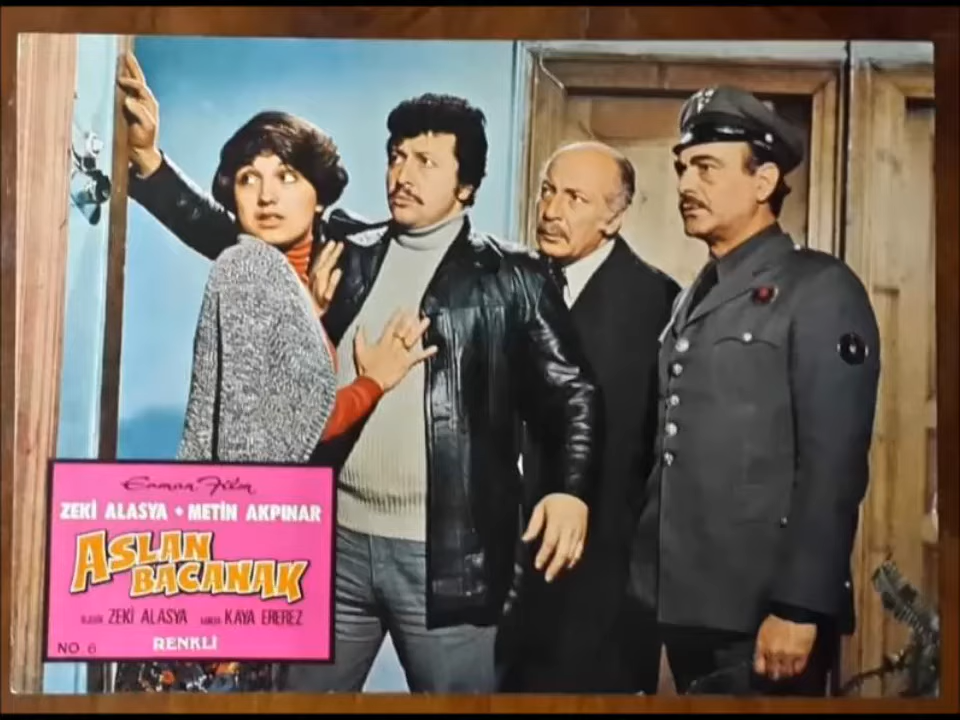 Erman Film
ZEKİ ALASYA • METİN AKPINAR
ASLAN
BACANAK
ZEKİ ALASYA KAYA EREREZ
NO. 6 RENKLİ